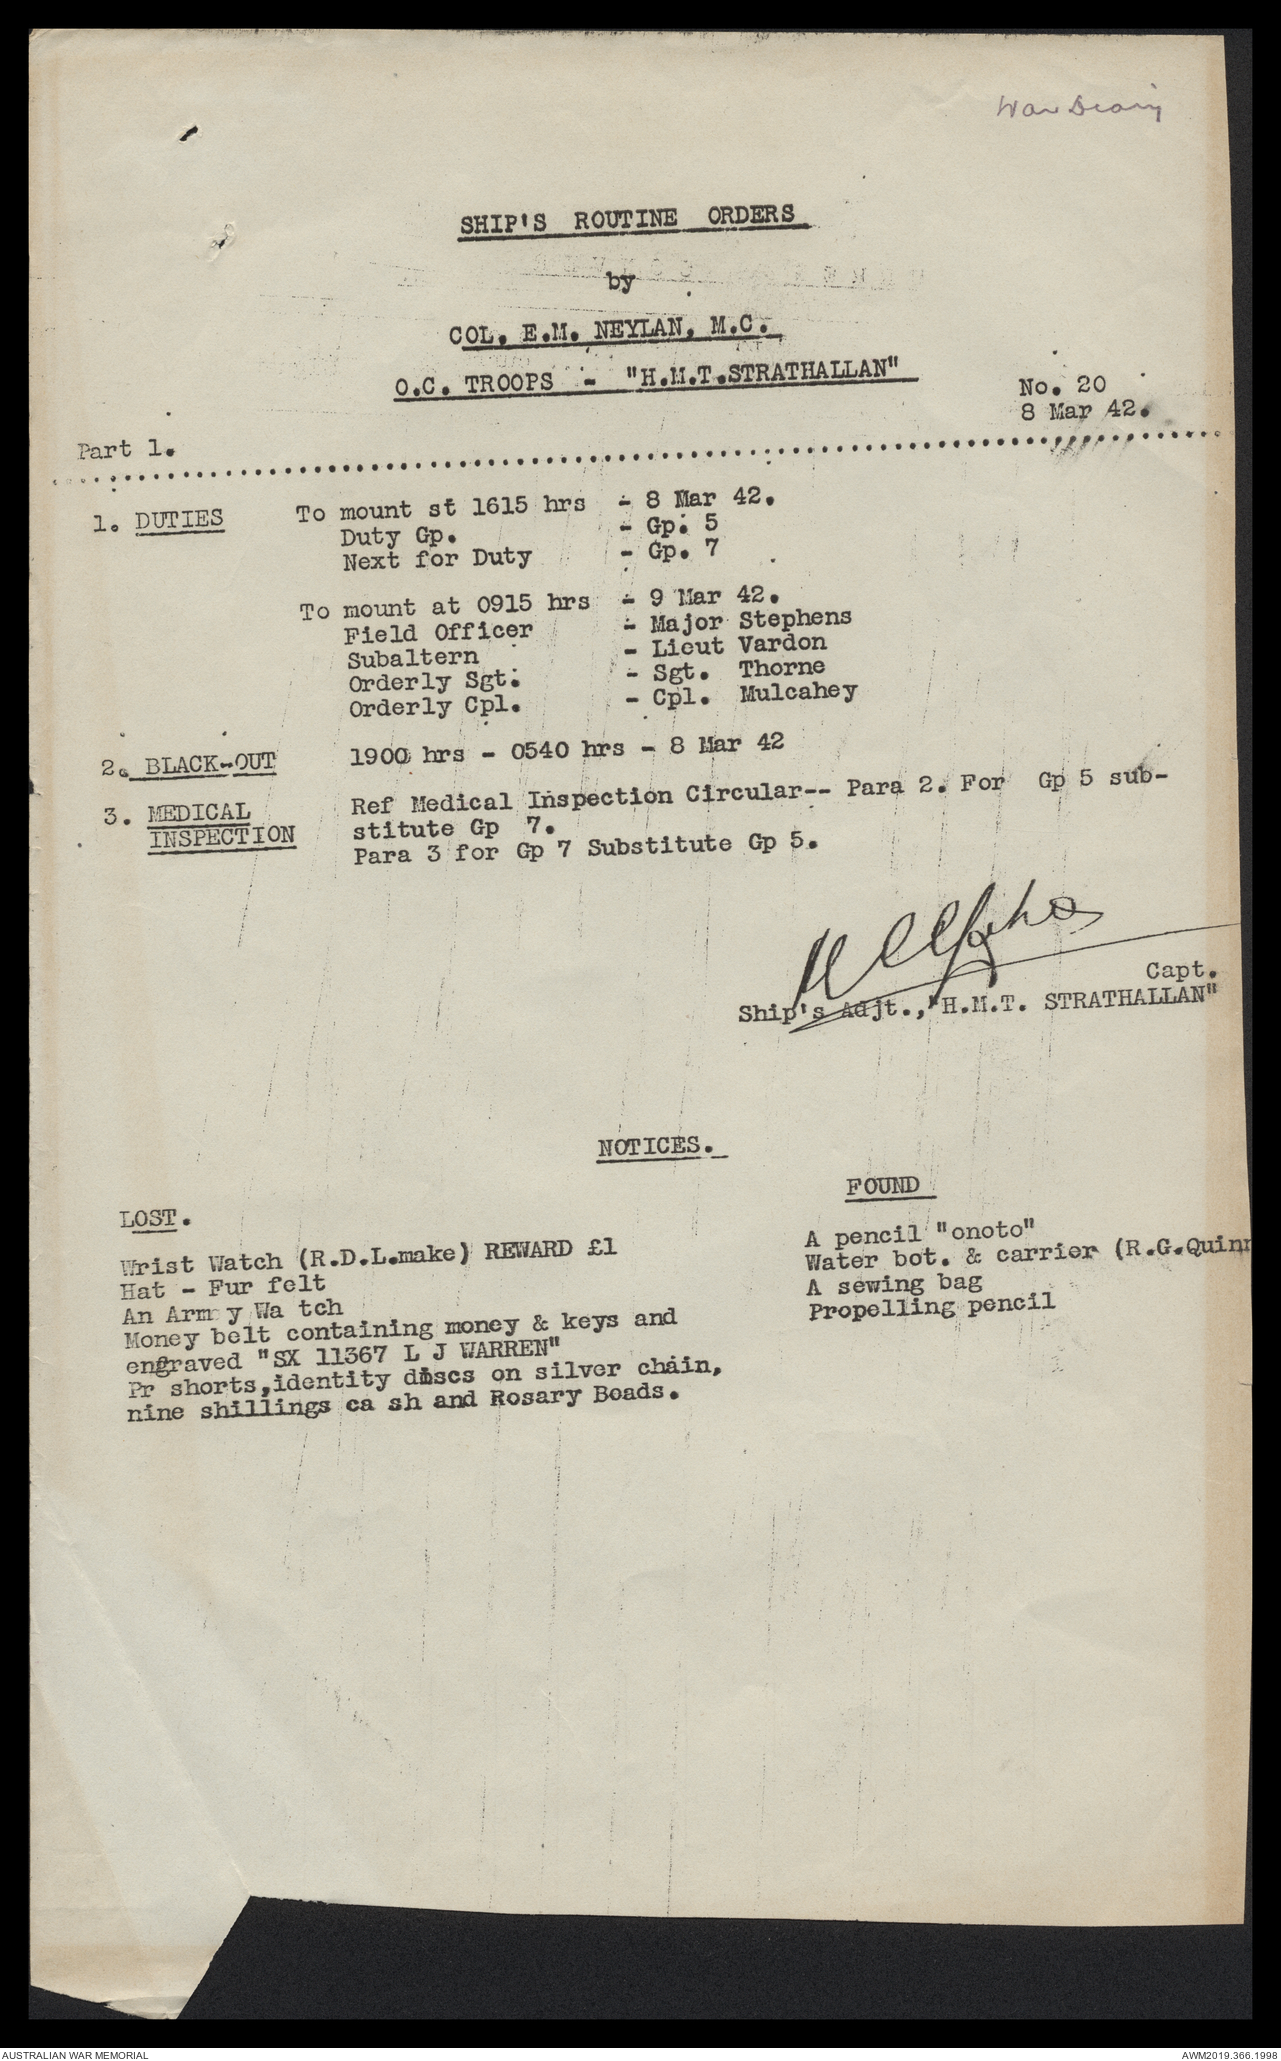 War Diary
SHIP'S ROUTINE ORDERS
by
COL. E.M. NEYLAN, M.C.
O.C. TROOPS - "H.M.T.STRATHALLAN"
No. 20
8 Mar 42.
Part 1.
1. DUTIES To mount st 1615 hrs - 8 Mar 42.
Duty Gp. - Gp. 5
Next for Duty - Gp. 7
To mount at 0915 hrs - 9 Mar 42.
Field Officer - Major Stephens
Subaltern - Lieut Vardon
Orderly Sgt. - Sgt. Thorne
Orderly Cpl. - Cpl. Mulcahey
2. BLACK-OUT 1900 hrs - 0540 hrs - 8 Mar 42
3. MEDICAL INSPECTION Ref Medical Inspection Circular-- Para 2. For Gp 5 sub-
stitute Gp 7.
Para 3 for Gp 7 Substitute Gp 5.
Capt.
Ship's Adjt., "H.M.T. STRATHALLAN"
NOTICES.
LOST.
Wrist Watch (R.D.L.make) REWARD £1
Hat - Fur felt
An Arm y Wa tch
Money belt containing money & keys and
engraved "SX 11367 L J WARREN"
Pr shorts,identity discs on silver chain,
nine shillings ca sh and Rosary Beads.
FOUND
A pencil "onoto"
Water bot. & carrier (R.G.Quinn
A sewing bag
Propelling pencil
AUSTRALIAN WAR MEMORIAL
AWM2019.366.1998